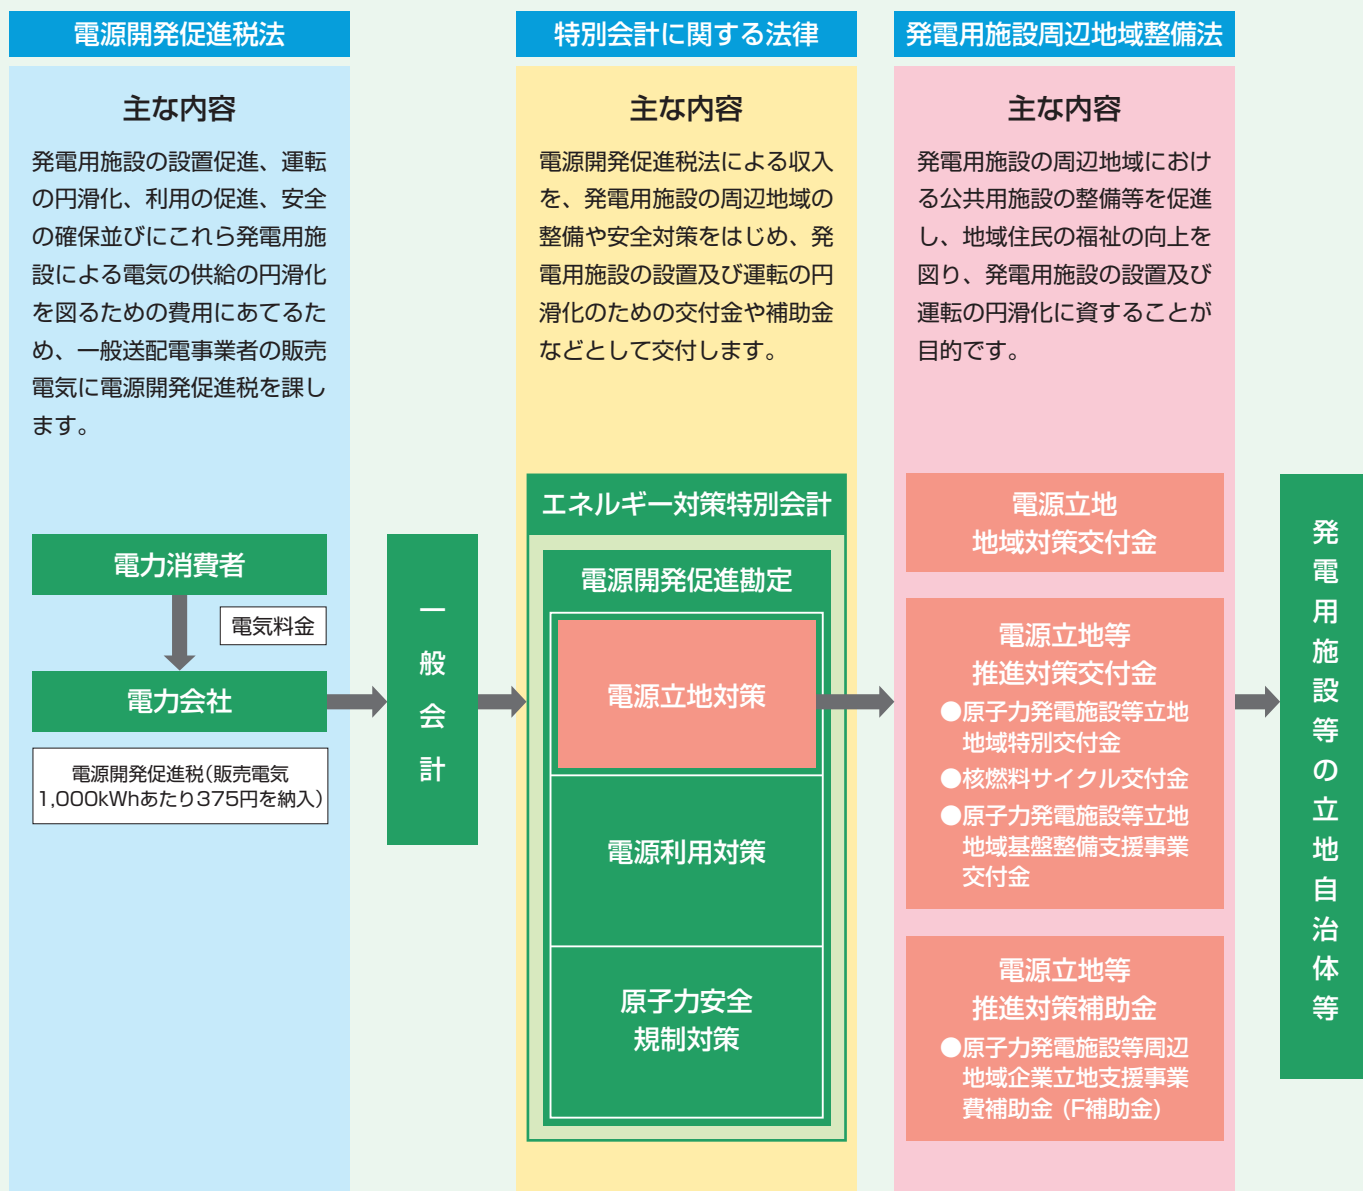 電源開発促進税法
主な内容
発電用施設の設置促進、運転
の円滑化、利用の促進、安全
の確保並びにこれら発電用施
設による電気の供給の円滑化
を図るための費用にあてるた
め、一般送配電事業者の販売
電気に電源開発促進税を課し
ます。
電力消費者
電気料金
電力会社
電源開発促進税(販売電気
1,000kWhあたり375円を納入)
一般会計
特別会計に関する法律
主な内容
電源開発促進税法による収入
を、発電用施設の周辺地域の
整備や安全対策をはじめ、発
電用施設の設置及び運転の円
滑化のための交付金や補助金
などとして交付します。
エネルギー対策特別会計
電源開発促進勘定
電源立地対策
電源利用対策
原子力安全
規制対策
発電用施設周辺地域整備法
主な内容
発電用施設の周辺地域におけ
る公共用施設の整備等を促進
し、地域住民の福祉の向上を
図り、発電用施設の設置及び
運転の円滑化に資することが
目的です。
電源立地
地域対策交付金
電源立地等
推進対策交付金
●原子力発電施設等立地
地域特別交付金
●核燃料サイクル交付金
●原子力発電施設等立地
地域基盤整備支援事業
交付金
電源立地等
推進対策補助金
●原子力発電施設等周辺
地域企業立地支援事業
費補助金 (F補助金)
発電用施設等の立地自治体等